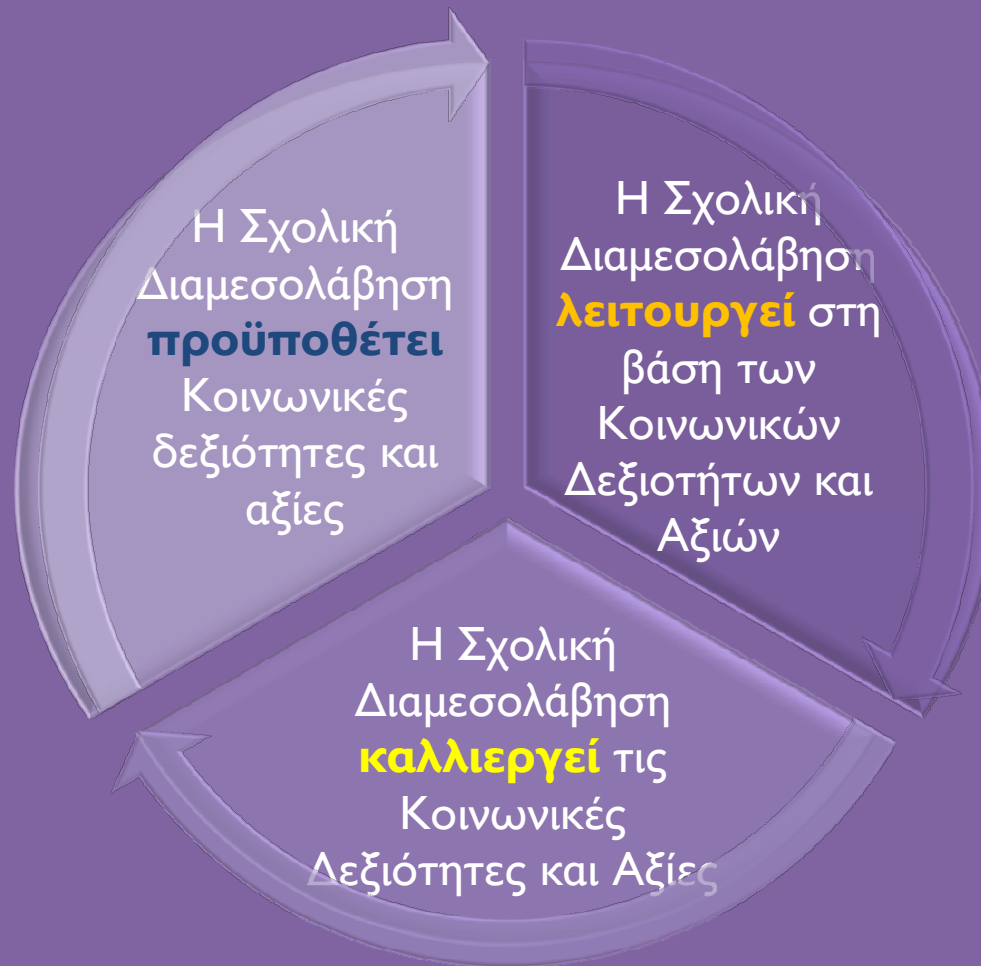 Η Σχολική
Διαμεσολάβηση
προϋποθέτει
Κοινωνικές
δεξιότητες και
αξίες
Η Σχολική
Διαμεσολάβηση
λειτουργεί στη
βάση των
Κοινωνικών
Δεξιοτήτων και
Αξιών
Η Σχολική
Διαμεσολάβηση
καλλιεργεί τις
Κοινωνικές
Δεξιότητες και Αξίες